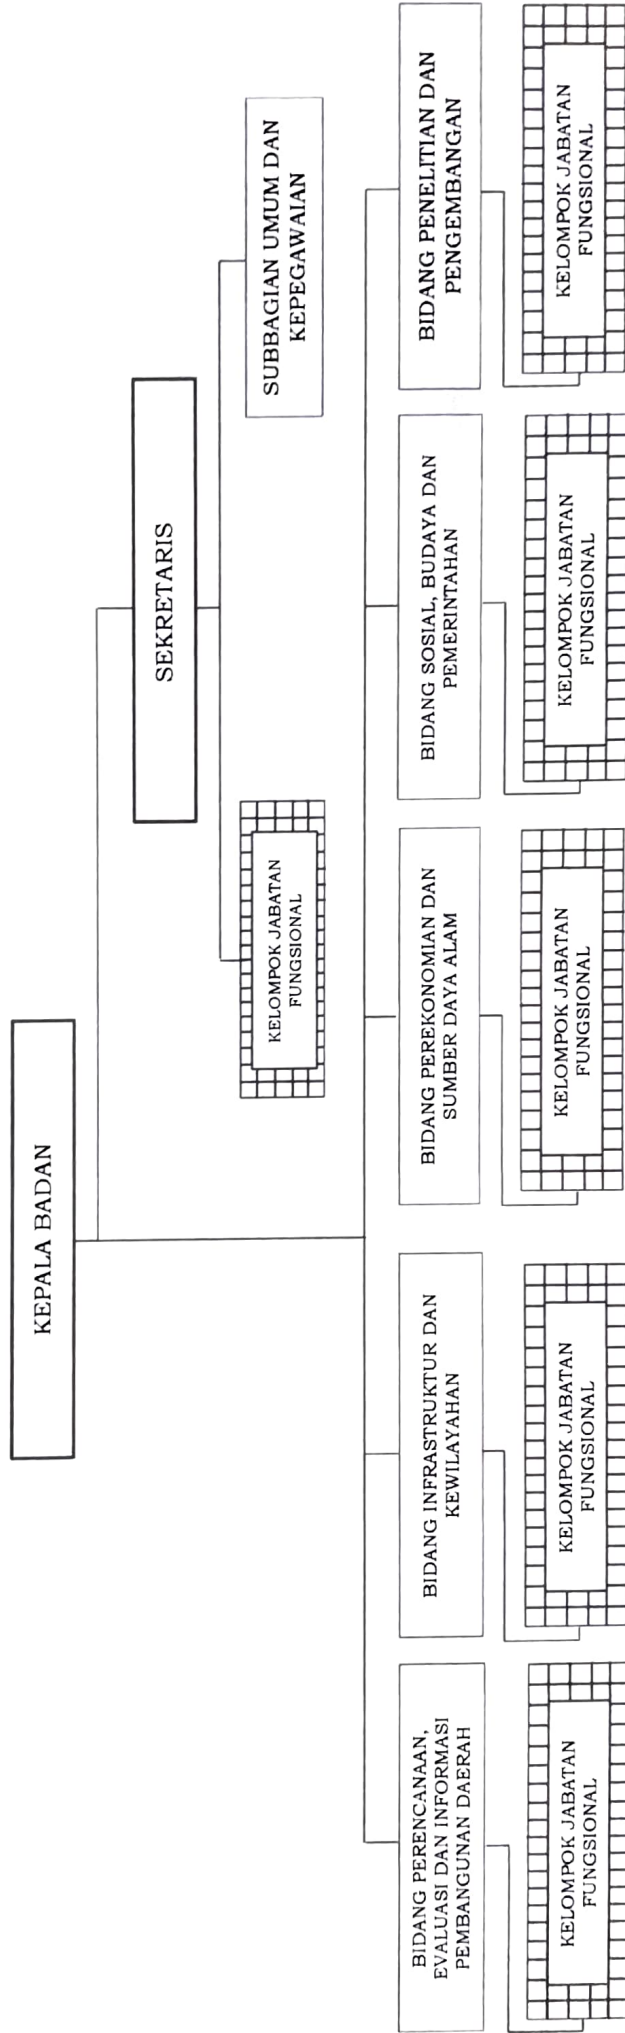 KEPALA BADAN
SEKRETARIS
KELOMPOK JABATAN
FUNGSIONAL
SUBBAGIAN UMUM DAN
KEPEGAWAIAN
BIDANG PERENCANAAN,
EVALUASI DAN INFORMASI
PEMBANGUNAN DAERAH
BIDANG INFRASTRUKTUR DAN
KEWILAYAHAN
BIDANG PEREKONOMIAN DAN
SUMBER DAYA ALAM
BIDANG SOSIAL, BUDAYA DAN
PEMERINTAHAN
BIDANG PENELITIAN DAN
PENGEMBANGAN
KELOMPOK JABATAN
FUNGSIONAL
KELOMPOK JABATAN
FUNGSIONAL
KELOMPOK JABATAN
FUNGSIONAL
KELOMPOK JABATAN
FUNGSIONAL
KELOMPOK JABATAN
FUNGSIONAL